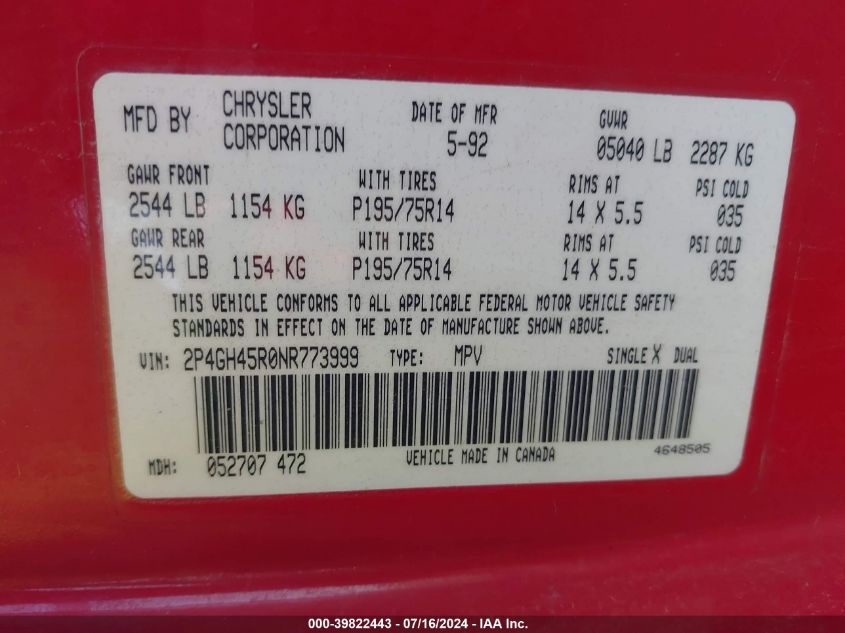 MFD BY CHRYSLER CORPORATION DATE OF MFR 5-92 GVWR 05040 LB 2287 KG
GAWR FRONT WITH TIRES RIMS AT PSI COLD
2544 LB 1154 KG P195/75R14 14 X 5.5 035
GAWR REAR WITH TIRES RIMS AT PSI COLD
2544 LB 1154 KG P195/75R14 14 X 5.5 035
THIS VEHICLE CONFORMS TO ALL APPLICABLE FEDERAL MOTOR VEHICLE SAFETY
STANDARDS IN EFFECT ON THE DATE OF MANUFACTURE SHOWN ABOVE.
VIN: 2P4GH45R0NR773999 TYPE: MPV SINGLE X DUAL
MDH: 052707 472 VEHICLE MADE IN CANADA 4648505
000-39822443 - 07/16/2024 - IAA Inc.